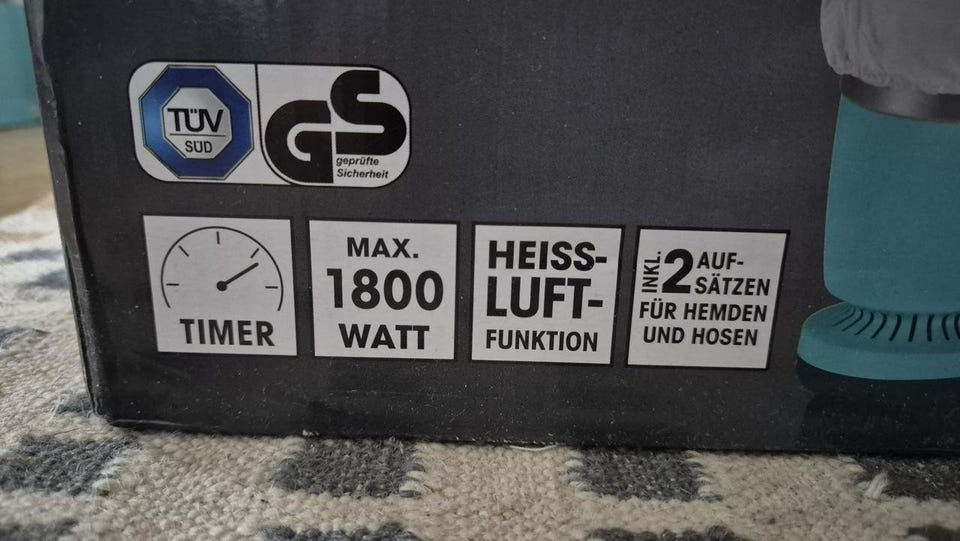 TÜV
SÜD
GS
geprüfte
Sicherheit
TIMER
MAX.
1800
WATT
HEISS-
LUFT-
FUNKTION
INKL. 2 AUF-
SÄTZEN
FÜR HEMDEN
UND HOSEN